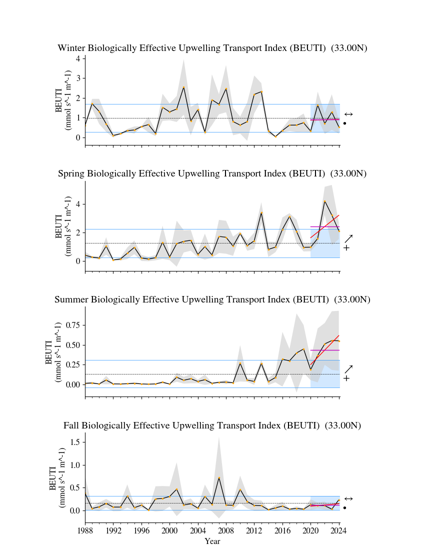 Winter Biologically Effective Upwelling Transport Index (BEUTI) (33.00N)
4
3
2
1
0
BEUTI
(mmol s^-1 m^-1)
↔
•
Spring Biologically Effective Upwelling Transport Index (BEUTI) (33.00N)
4
2
0
BEUTI
(mmol s^-1 m^-1)
↗
+
Summer Biologically Effective Upwelling Transport Index (BEUTI) (33.00N)
0.75
0.50
0.25
0.00
BEUTI
(mmol s^-1 m^-1)
↗
+
Fall Biologically Effective Upwelling Transport Index (BEUTI) (33.00N)
1.5
1.0
0.5
0.0
BEUTI
(mmol s^-1 m^-1)
↔
•
1988 1992 1996 2000 2004 2008 2012 2016 2020 2024
Year